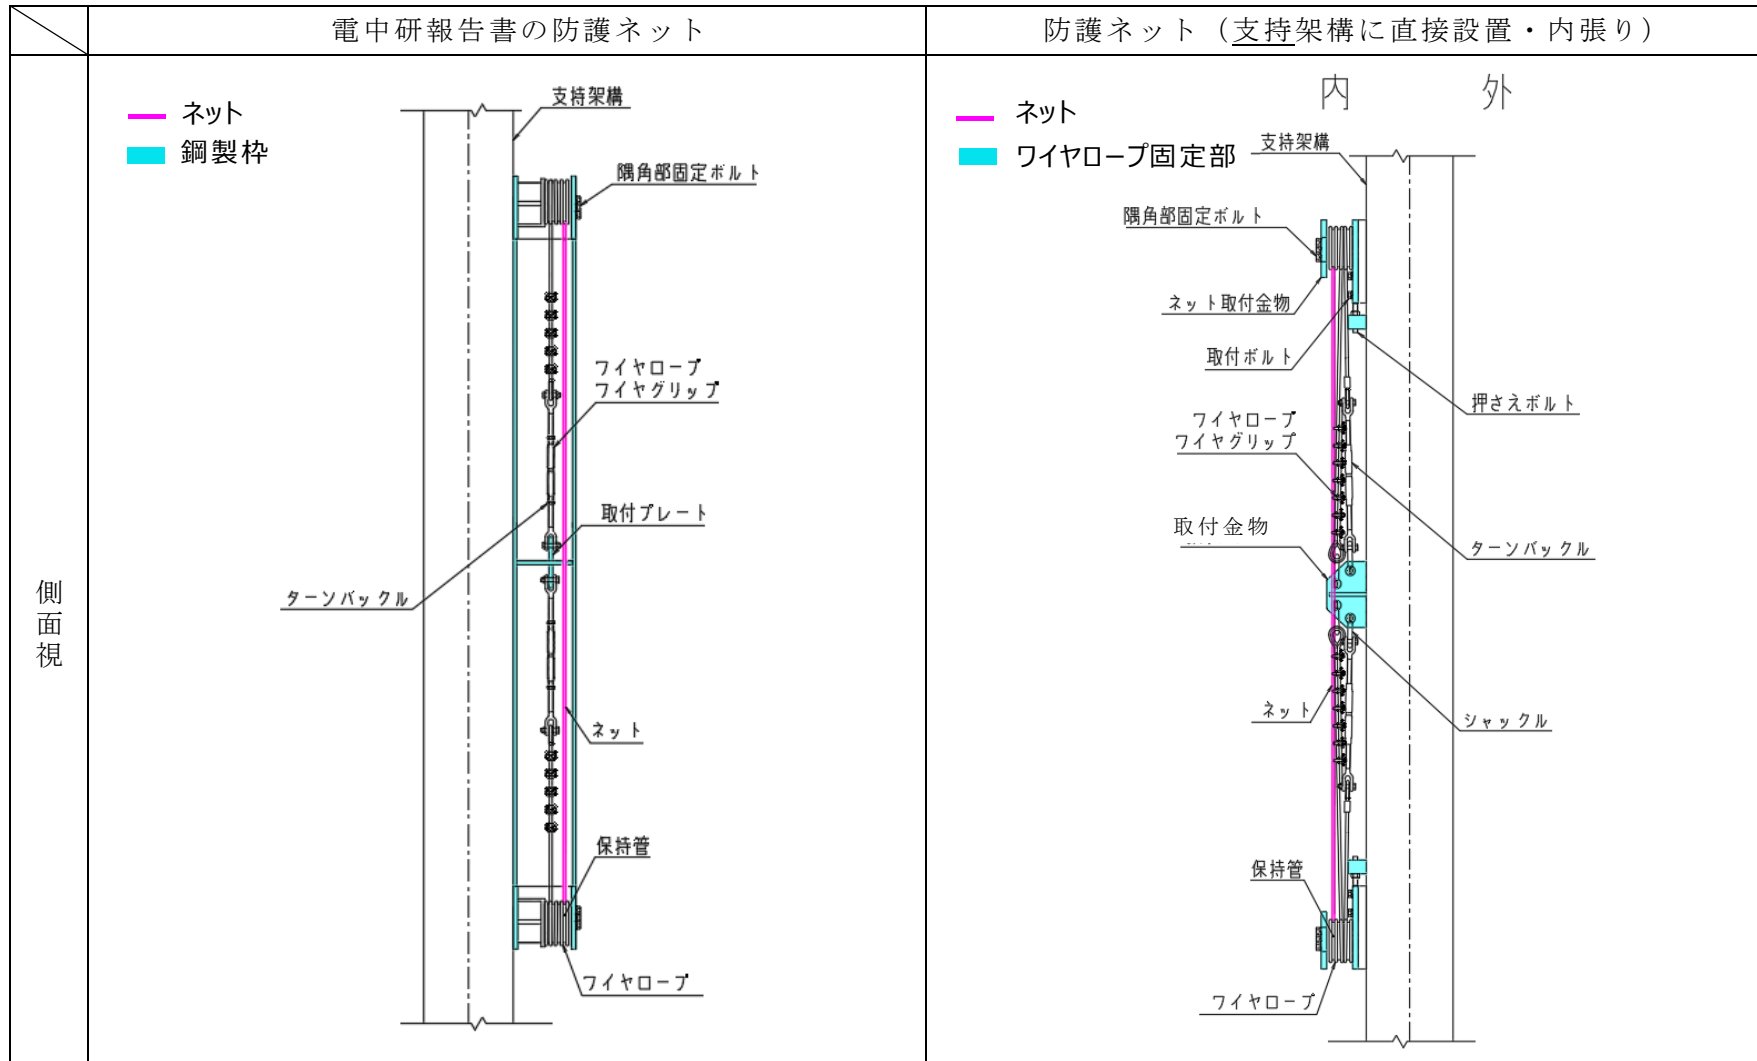 電中研報告書の防護ネット
防護ネット（支持架構に直接設置・内張り）
側面視
ネット
鋼製枠
支持架構
隅角部固定ボルト
ワイヤロープ
ワイヤグリップ
取付プレート
ターンバックル
ネット
保持管
ワイヤロープ
内 外
ネット
ワイヤロープ固定部
支持架構
隅角部固定ボルト
ネット取付金物
取付ボルト
押さえボルト
ワイヤロープ
ワイヤグリップ
取付金物
ターンバックル
ネット
シャックル
保持管
ワイヤロープ